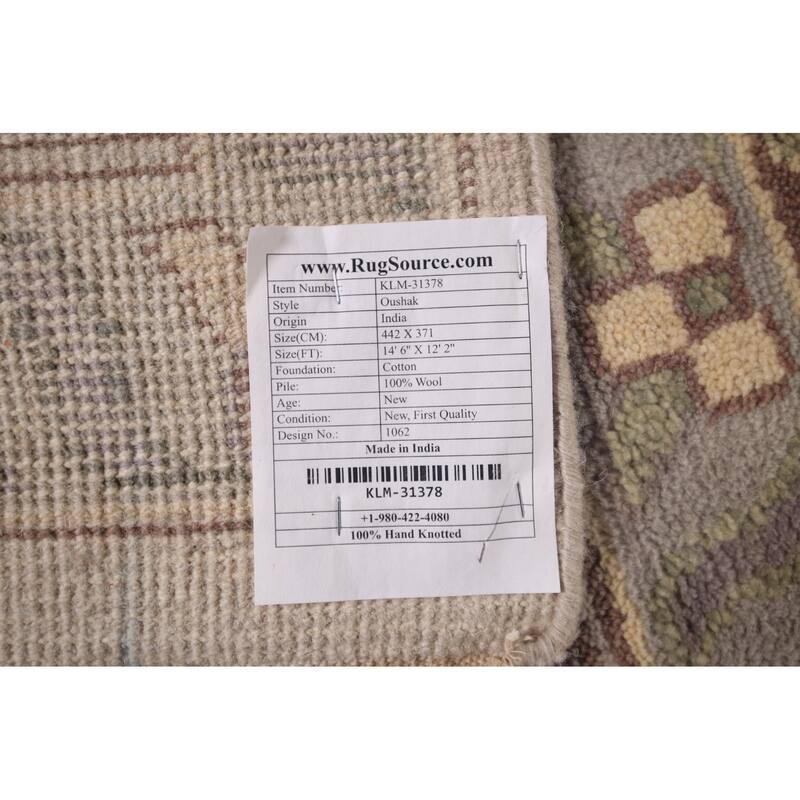 www.RugSource.com
Item Number: KLM-31378
Style Oushak
Origin India
Size(CM): 442 X 371
Size(FT): 14' 6" X 12' 2"
Foundation: Cotton
Pile: 100% Wool
Age: New
Condition: New, First Quality
Design No.: 1062
Made in India
KLM-31378
+1-980-422-4080
100% Hand Knotted